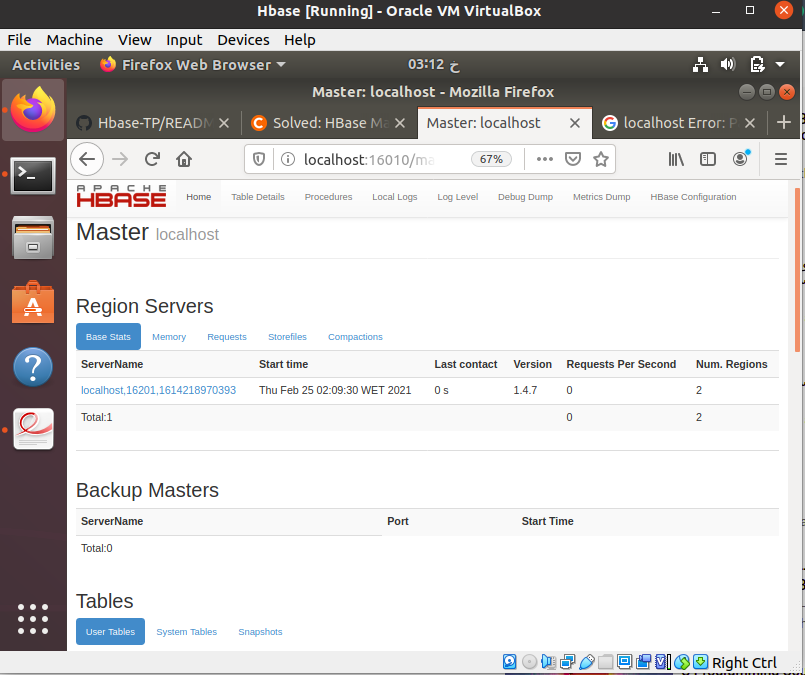 Hbase [Running] - Oracle VM VirtualBox
File Machine View Input Devices Help
Activities Firefox Web Browser 03:12 خ
Master: localhost - Mozilla Firefox
Hbase-TP/READM Solved: HBase Ma Master: localhost localhost Error: P
localhost:16010/ma 67%
APACHE
HBASE Home Table Details Procedures Local Logs Log Level Debug Dump Metrics Dump HBase Configuration
Master localhost
Region Servers
Base Stats Memory Requests Storefiles Compactions
ServerName Start time Last contact Version Requests Per Second Num. Regions
localhost,16201,1614218970393 Thu Feb 25 02:09:30 WET 2021 0 s 1.4.7 0 2
Total:1 0 2
Backup Masters
ServerName Port Start Time
Total:0
Tables
User Tables System Tables Snapshots
Right Ctrl